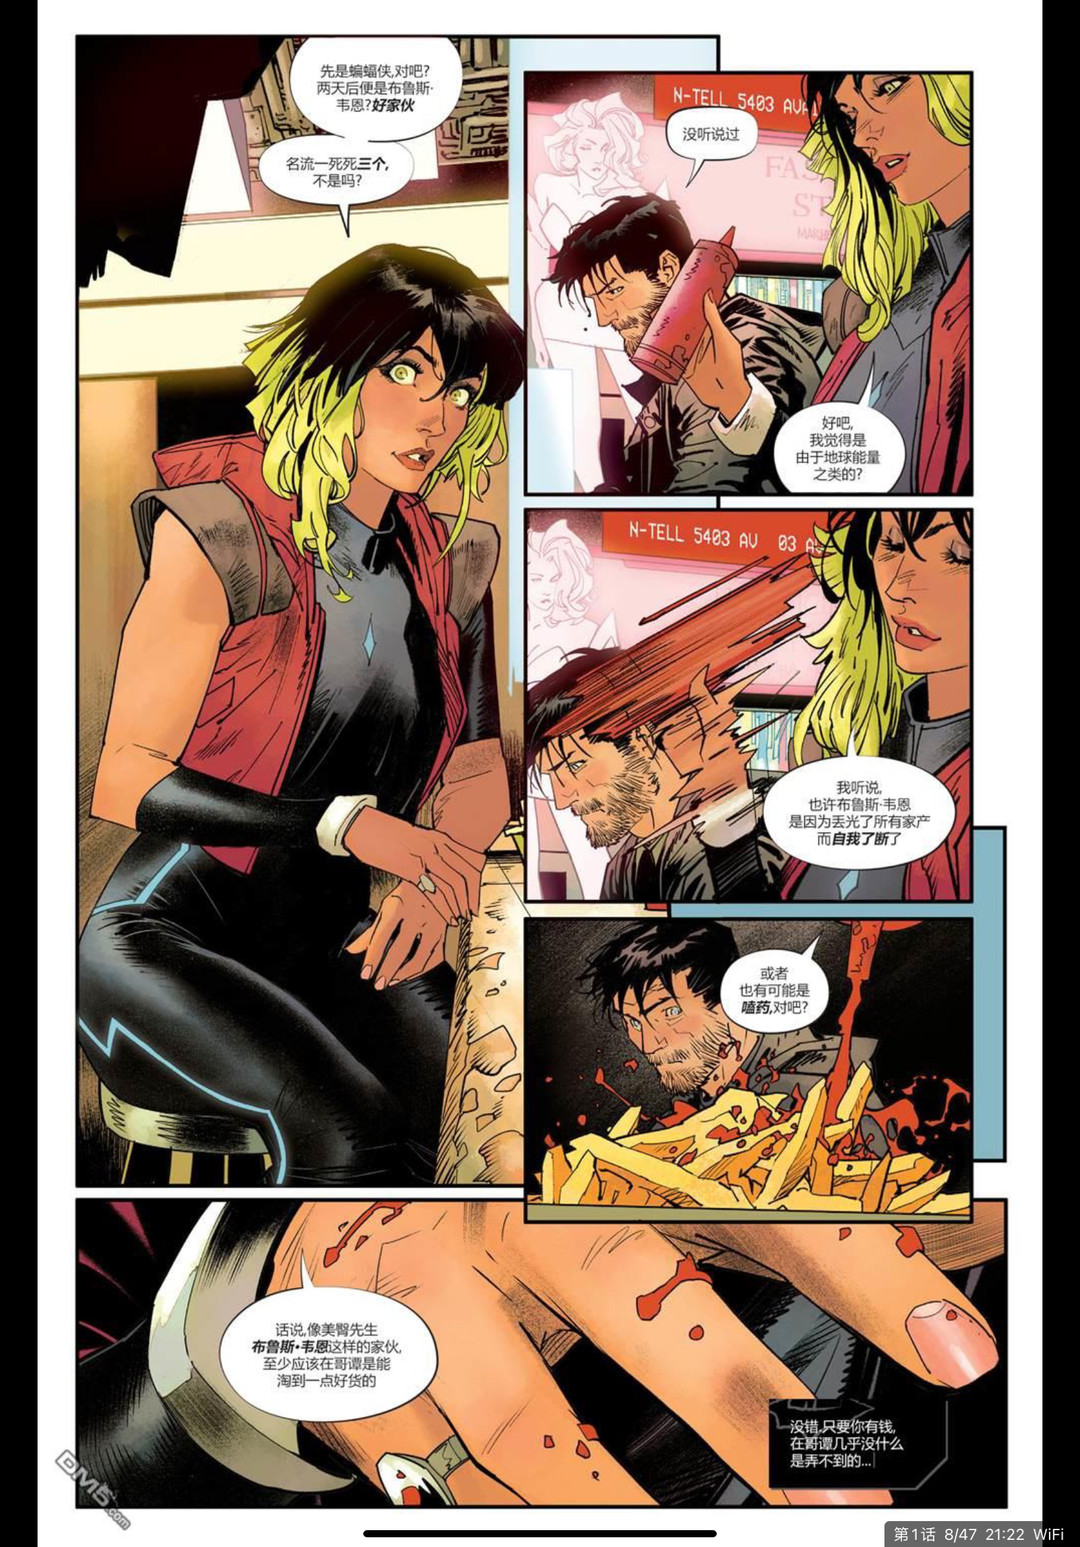 先是蝙蝠侠,对吧?
两天后便是布鲁斯·
韦恩?好家伙
名流一死死三个,
不是吗?
N-TELL 5403 AVA
没听说过
FAS
ST
MAR
好吧,
我觉得是
由于地球能量
之类的?
N-TELL 5403 AV 03 A
我听说,
也许布鲁斯·韦恩
是因为丢光了所有家产
而自我了断了
或者
也有可能是
嗑药,对吧?
话说,像美臀先生
布鲁斯·韦恩这样的家伙,
至少应该在哥谭是能
淘到一点好货的
没错,只要你有钱,
在哥谭几乎没什么
是弄不到的...
DM5.com
第1话 8/47 21:22 WiFi